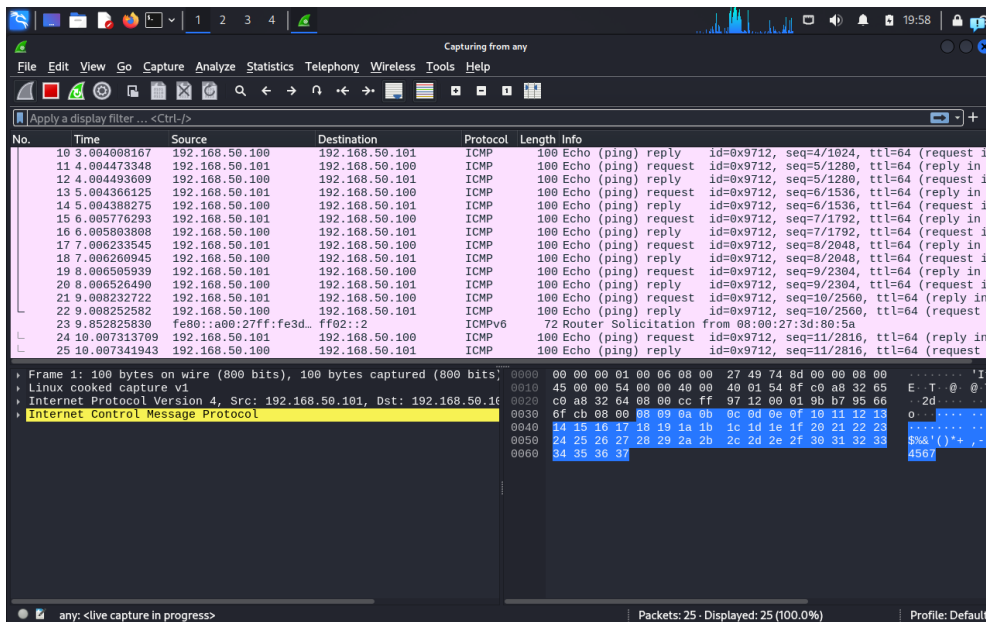 1 2 3 4 19:58
Capturing from any
File Edit View Go Capture Analyze Statistics Telephony Wireless Tools Help
Apply a display filter ... <Ctrl-/>
No. Time Source Destination Protocol Length Info
10 3.004008167 192.168.50.100 192.168.50.101 ICMP 100 Echo (ping) reply id=0x9712, seq=4/1024, ttl=64 (request i
11 4.004473348 192.168.50.101 192.168.50.100 ICMP 100 Echo (ping) request id=0x9712, seq=5/1280, ttl=64 (reply in
12 4.004493609 192.168.50.100 192.168.50.101 ICMP 100 Echo (ping) reply id=0x9712, seq=5/1280, ttl=64 (request i
13 5.004366125 192.168.50.101 192.168.50.100 ICMP 100 Echo (ping) request id=0x9712, seq=6/1536, ttl=64 (reply in
14 5.004388275 192.168.50.100 192.168.50.101 ICMP 100 Echo (ping) reply id=0x9712, seq=6/1536, ttl=64 (request i
15 6.005776293 192.168.50.101 192.168.50.100 ICMP 100 Echo (ping) request id=0x9712, seq=7/1792, ttl=64 (reply in
16 6.005803808 192.168.50.100 192.168.50.101 ICMP 100 Echo (ping) reply id=0x9712, seq=7/1792, ttl=64 (request i
17 7.006233545 192.168.50.101 192.168.50.100 ICMP 100 Echo (ping) request id=0x9712, seq=8/2048, ttl=64 (reply in
18 7.006260945 192.168.50.100 192.168.50.101 ICMP 100 Echo (ping) reply id=0x9712, seq=8/2048, ttl=64 (request i
19 8.006505939 192.168.50.101 192.168.50.100 ICMP 100 Echo (ping) request id=0x9712, seq=9/2304, ttl=64 (reply in
20 8.006526490 192.168.50.100 192.168.50.101 ICMP 100 Echo (ping) reply id=0x9712, seq=9/2304, ttl=64 (request i
21 9.008232722 192.168.50.101 192.168.50.100 ICMP 100 Echo (ping) request id=0x9712, seq=10/2560, ttl=64 (reply in
22 9.008252582 192.168.50.100 192.168.50.101 ICMP 100 Echo (ping) reply id=0x9712, seq=10/2560, ttl=64 (request
23 9.852825830 fe80::a00:27ff:fe3d… ff02::2 ICMPv6 72 Router Solicitation from 08:00:27:3d:80:5a
24 10.007313709 192.168.50.101 192.168.50.100 ICMP 100 Echo (ping) request id=0x9712, seq=11/2816, ttl=64 (reply in
25 10.007341943 192.168.50.100 192.168.50.101 ICMP 100 Echo (ping) reply id=0x9712, seq=11/2816, ttl=64 (request
Frame 1: 100 bytes on wire (800 bits), 100 bytes captured (800 bits)
Linux cooked capture v1
Internet Protocol Version 4, Src: 192.168.50.101, Dst: 192.168.50.10
Internet Control Message Protocol
0000 00 00 00 01 00 06 08 00 27 49 74 8d 00 00 08 00 ········ 'I
0010 45 00 00 54 00 00 40 00 40 01 54 8f c0 a8 32 65 E··T··@· @·
0020 c0 a8 32 64 08 00 cc ff 97 12 00 01 9b b7 95 66 ··2d····
0030 6f cb 08 00 08 09 0a 0b 0c 0d 0e 0f 10 11 12 13 o·······
0040 14 15 16 17 18 19 1a 1b 1c 1d 1e 1f 20 21 22 23 ········
0050 24 25 26 27 28 29 2a 2b 2c 2d 2e 2f 30 31 32 33 $%&'()*+ ,-
0060 34 35 36 37 4567
any: <live capture in progress> Packets: 25 · Displayed: 25 (100.0%) Profile: Default